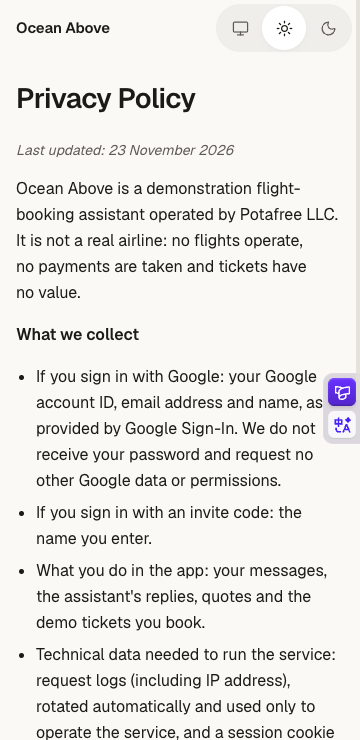 Ocean Above
Privacy Policy
Last updated: 23 November 2026
Ocean Above is a demonstration flight-
booking assistant operated by Potafree LLC.
It is not a real airline: no flights operate,
no payments are taken and tickets have
no value.
What we collect
• If you sign in with Google: your Google
account ID, email address and name, as
provided by Google Sign-In. We do not
receive your password and request no
other Google data or permissions.
• If you sign in with an invite code: the
name you enter.
• What you do in the app: your messages,
the assistant's replies, quotes and the
demo tickets you book.
• Technical data needed to run the service:
request logs (including IP address),
rotated automatically and used only to
operate the service, and a session cookie